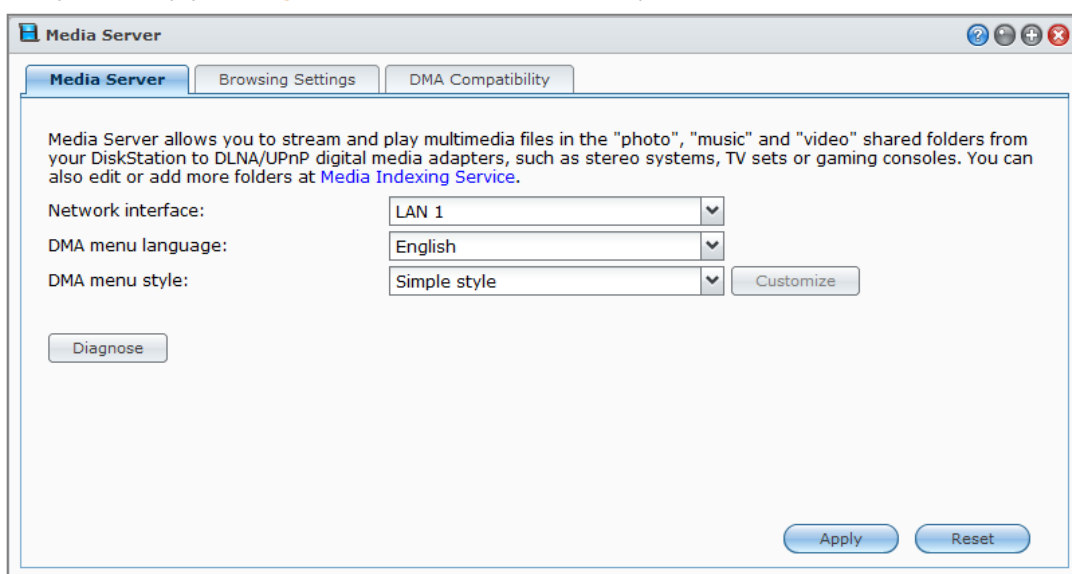 Media Server
Media Server Browsing Settings DMA Compatibility
Media Server allows you to stream and play multimedia files in the "photo", "music" and "video" shared folders from
your DiskStation to DLNA/UPnP digital media adapters, such as stereo systems, TV sets or gaming consoles. You can
also edit or add more folders at Media Indexing Service.
Network interface: LAN 1
DMA menu language: English
DMA menu style: Simple style Customize
Diagnose
Apply Reset